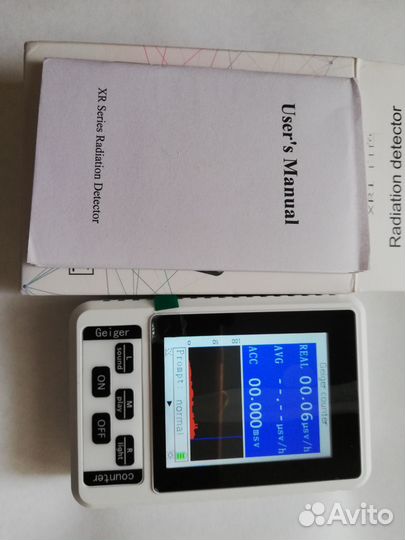 User's Manual
XR Series Radiation Detector
Radiation detector
Geiger
L
sound
M
play
R
light
ON
OFF
counter
Geiger counter
REAL 00.06 μsv/h
AVG --.-- μsv/h
ACC 00.000 msv
Prompt normal
Avito